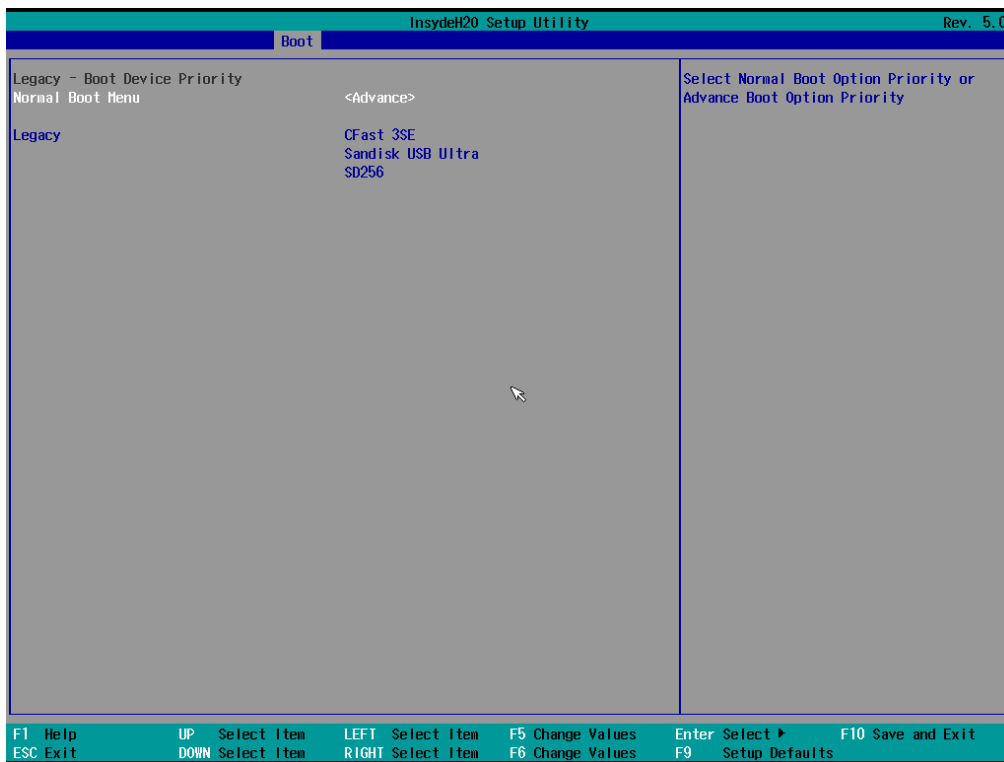 InsydeH20 Setup Utility Rev. 5.0
Boot
Legacy - Boot Device Priority
Normal Boot Menu <Advance>
Legacy CFast 3SE
Sandisk USB Ultra
SD256
Select Normal Boot Option Priority or
Advance Boot Option Priority
F1 Help UP Select Item LEFT Select Item F5 Change Values Enter Select F10 Save and Exit
ESC Exit DOWN Select Item RIGHT Select Item F6 Change Values F9 Setup Defaults